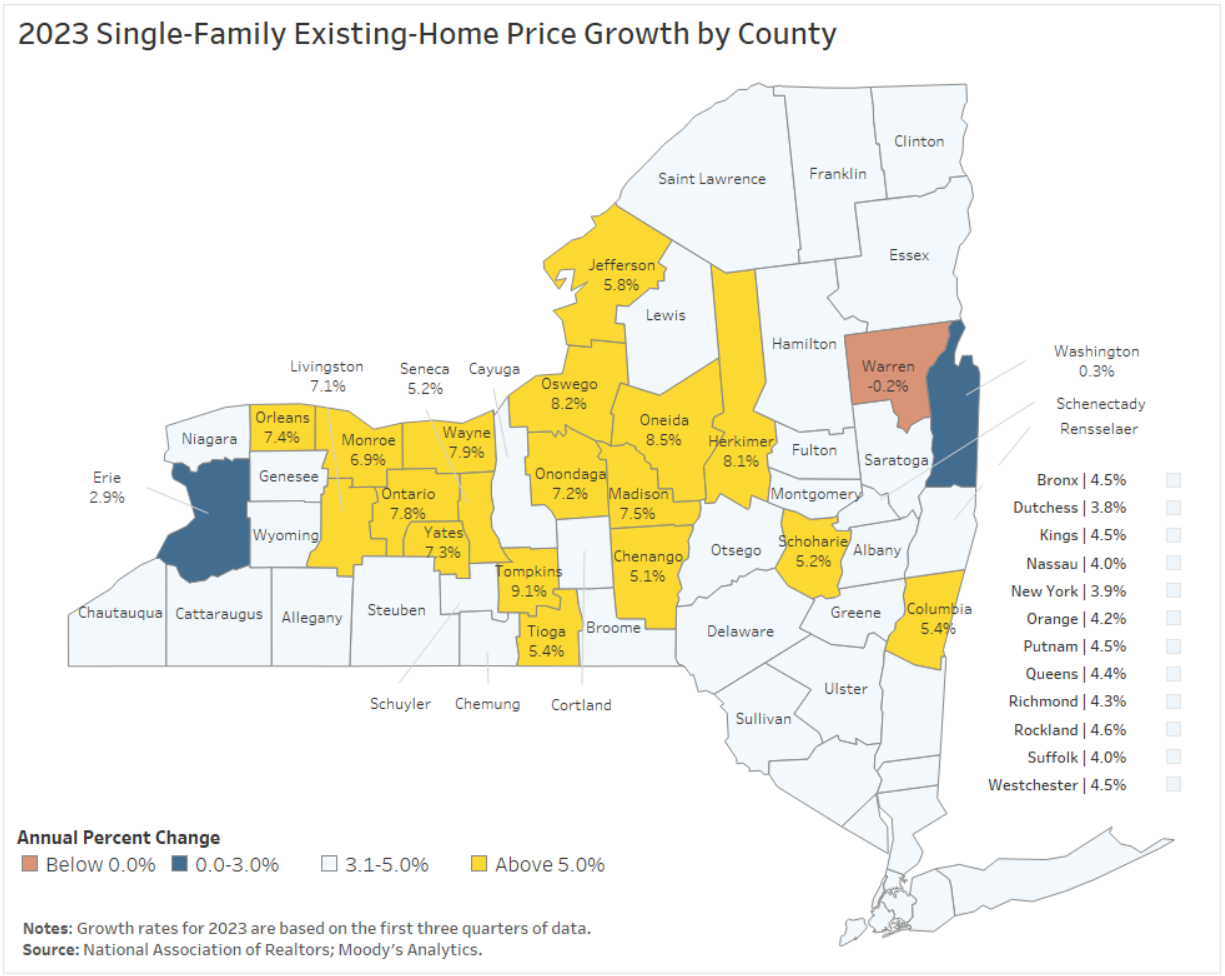 2023 Single-Family Existing-Home Price Growth by County
Clinton
Franklin
Saint Lawrence
Essex
Jefferson
5.8%
Lewis
Hamilton
Warren
-0.2%
Washington
0.3%
Livingston
7.1%
Seneca
5.2%
Cayuga
Oswego
8.2%
Schenectady
Rensselaer
Orleans
7.4%
Niagara
Monroe
6.9%
Wayne
7.9%
Oneida
8.5%
Herkimer
8.1%
Fulton
Saratoga
Erie
2.9%
Genesee
Onondaga
7.2%
Madison
7.5%
Montgomery
Ontario
7.8%
Wyoming
Yates
7.3%
Chenango
5.1%
Otsego
Schoharie
5.2%
Albany
Tompkins
9.1%
Chautauqua
Cattaraugus
Allegany
Steuben
Tioga
5.4%
Broome
Delaware
Greene
Columbia
5.4%
Schuyler
Chemung
Cortland
Ulster
Sullivan
Bronx | 4.5%
Dutchess | 3.8%
Kings | 4.5%
Nassau | 4.0%
New York | 3.9%
Orange | 4.2%
Putnam | 4.5%
Queens | 4.4%
Richmond | 4.3%
Rockland | 4.6%
Suffolk | 4.0%
Westchester | 4.5%
Annual Percent Change
Below 0.0% 0.0-3.0% 3.1-5.0% Above 5.0%
Notes: Growth rates for 2023 are based on the first three quarters of data.
Source: National Association of Realtors; Moody's Analytics.